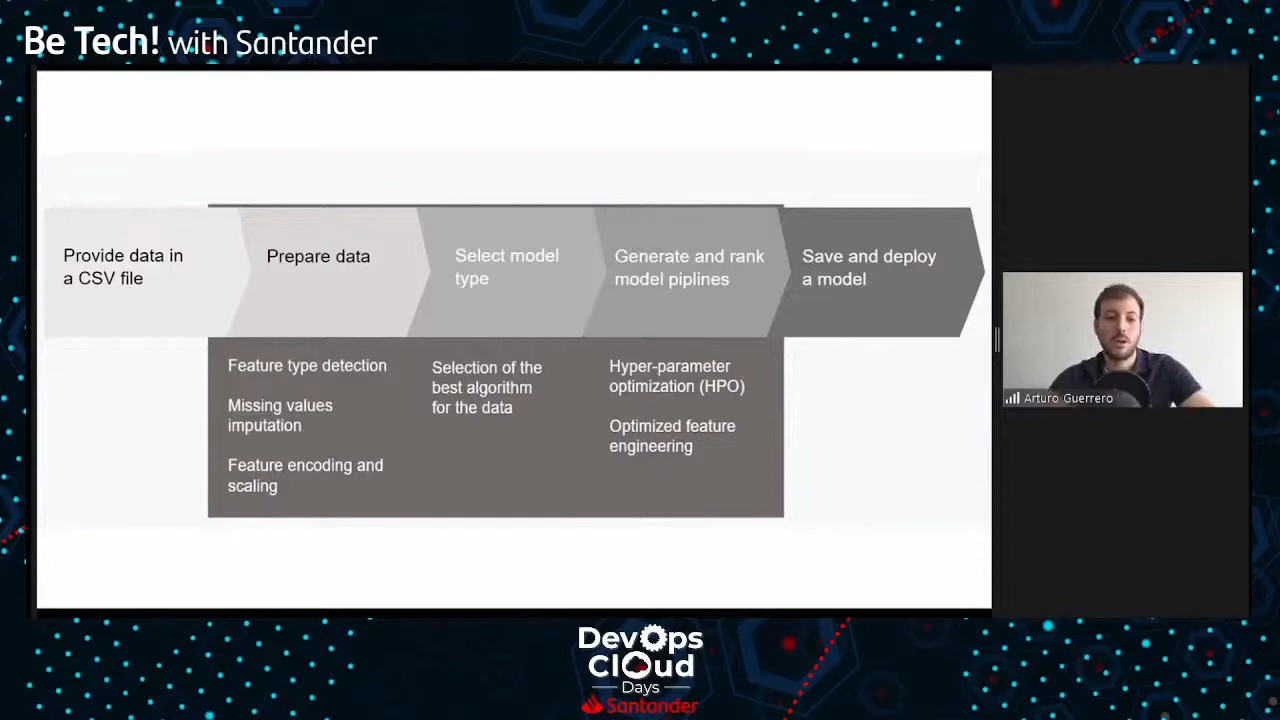 Be Tech! with Santander
Provide data in
a CSV file
Prepare data
Select model
type
Generate and rank
model piplines
Save and deploy
a model
Feature type detection
Missing values
imputation
Feature encoding and
scaling
Selection of the
best algorithm
for the data
Hyper-parameter
optimization (HPO)
Optimized feature
engineering
Arturo Guerrero
DevOps
Cloud
Days
Santander